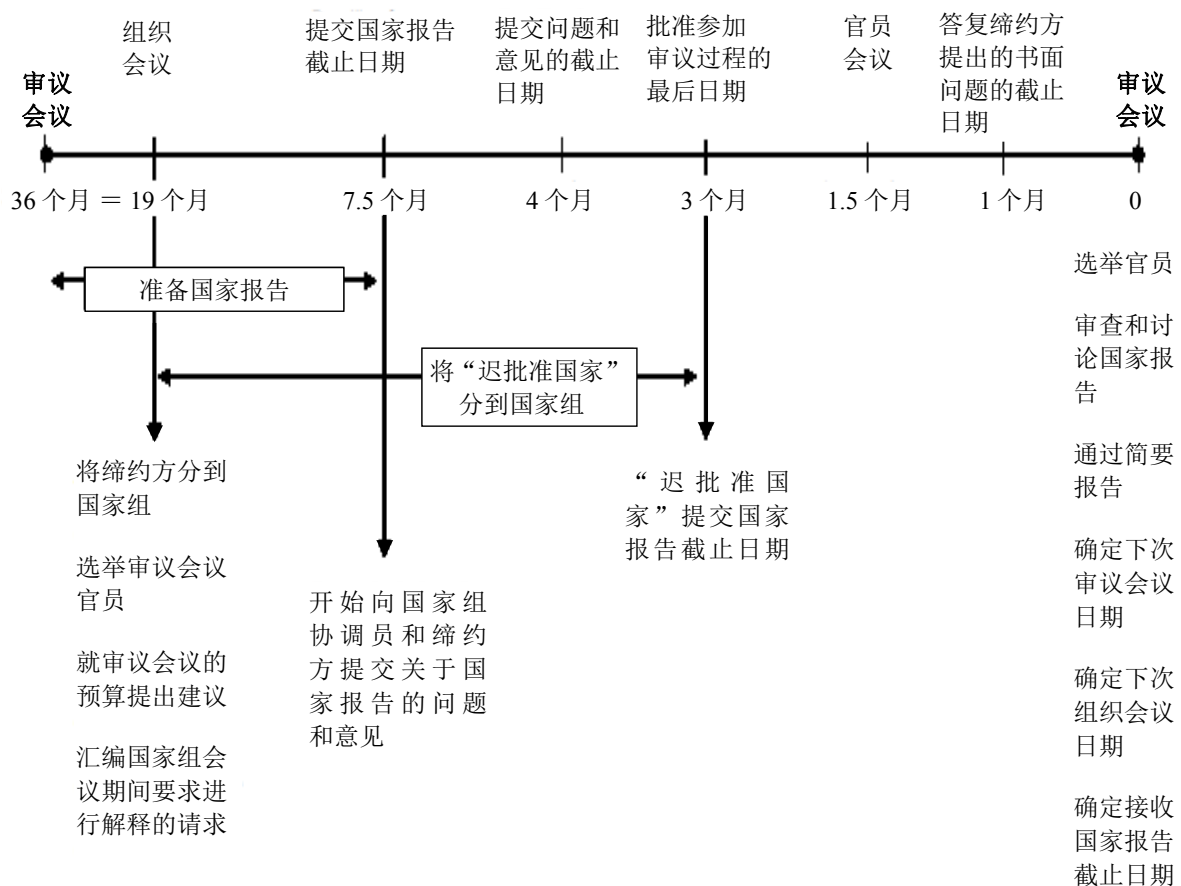 审议
会议
组织
会议
提交国家报告
截止日期
提交问题和
意见的截止
日期
批准参加
审议过程的
最后日期
官员
会议
答复缔约方
提出的书面
问题的截止
日期
审议
会议
36 个月 ＝ 19 个月
7.5 个月
4 个月
3 个月
1.5 个月
1 个月
0
准备国家报告
将“迟批准国家”
分到国家组
将缔约方分到
国家组
选举审议会议
官员
就审议会议的
预算提出建议
汇编国家组会
议期间要求进
行解释的请求
开始向国家组
协调员和缔约
方提交关于国
家报告的问题
和意见
“迟批准国
家”提交国家
报告截止日期
选举官员
审查和讨
论国家报
告
通过简要
报告
确定下次
审议会议
日期
确定下次
组织会议
日期
确定接收
国家报告
截止日期